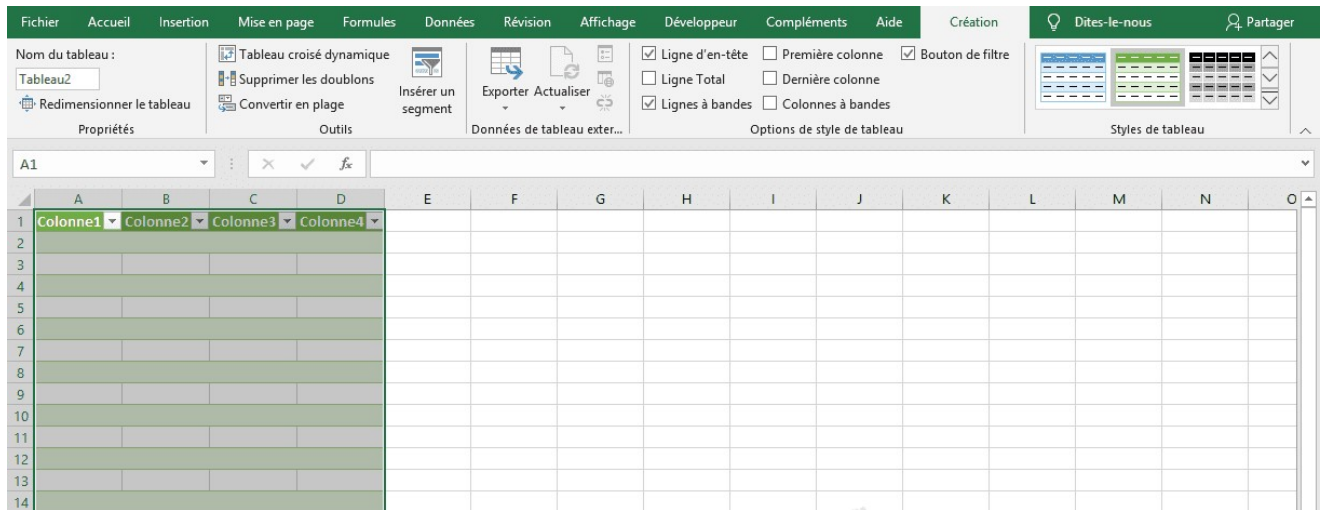 Fichier Accueil Insertion Mise en page Formules Données Révision Affichage Développeur Compléments Aide Création Dites-le-nous Partager
Nom du tableau :
Tableau2
Redimensionner le tableau
Propriétés
Tableau croisé dynamique
Supprimer les doublons
Convertir en plage
Insérer un
segment
Outils
Exporter Actualiser
Données de tableau exter...
Ligne d'en-tête Première colonne Bouton de filtre
Ligne Total Dernière colonne
Lignes à bandes Colonnes à bandes
Options de style de tableau
Styles de tableau
A1 fx
A B C D E F G H I J K L M N O
1 Colonne1 Colonne2 Colonne3 Colonne4
2
3
4
5
6
7
8
9
10
11
12
13
14